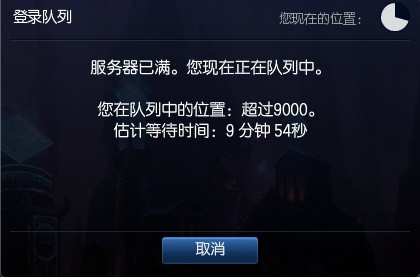 登录队列
您现在的位置：
服务器已满。您现在正在队列中。
您在队列中的位置：超过9000。
估计等待时间：9 分钟 54秒
取消